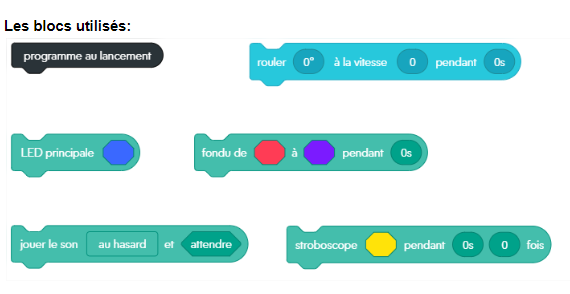 Les blocs utilisés:
programme au lancement
rouler 0° à la vitesse 0 pendant 0s
LED principale
fondu de à pendant 0s
jouer le son au hasard et attendre
stroboscope pendant 0s 0 fois